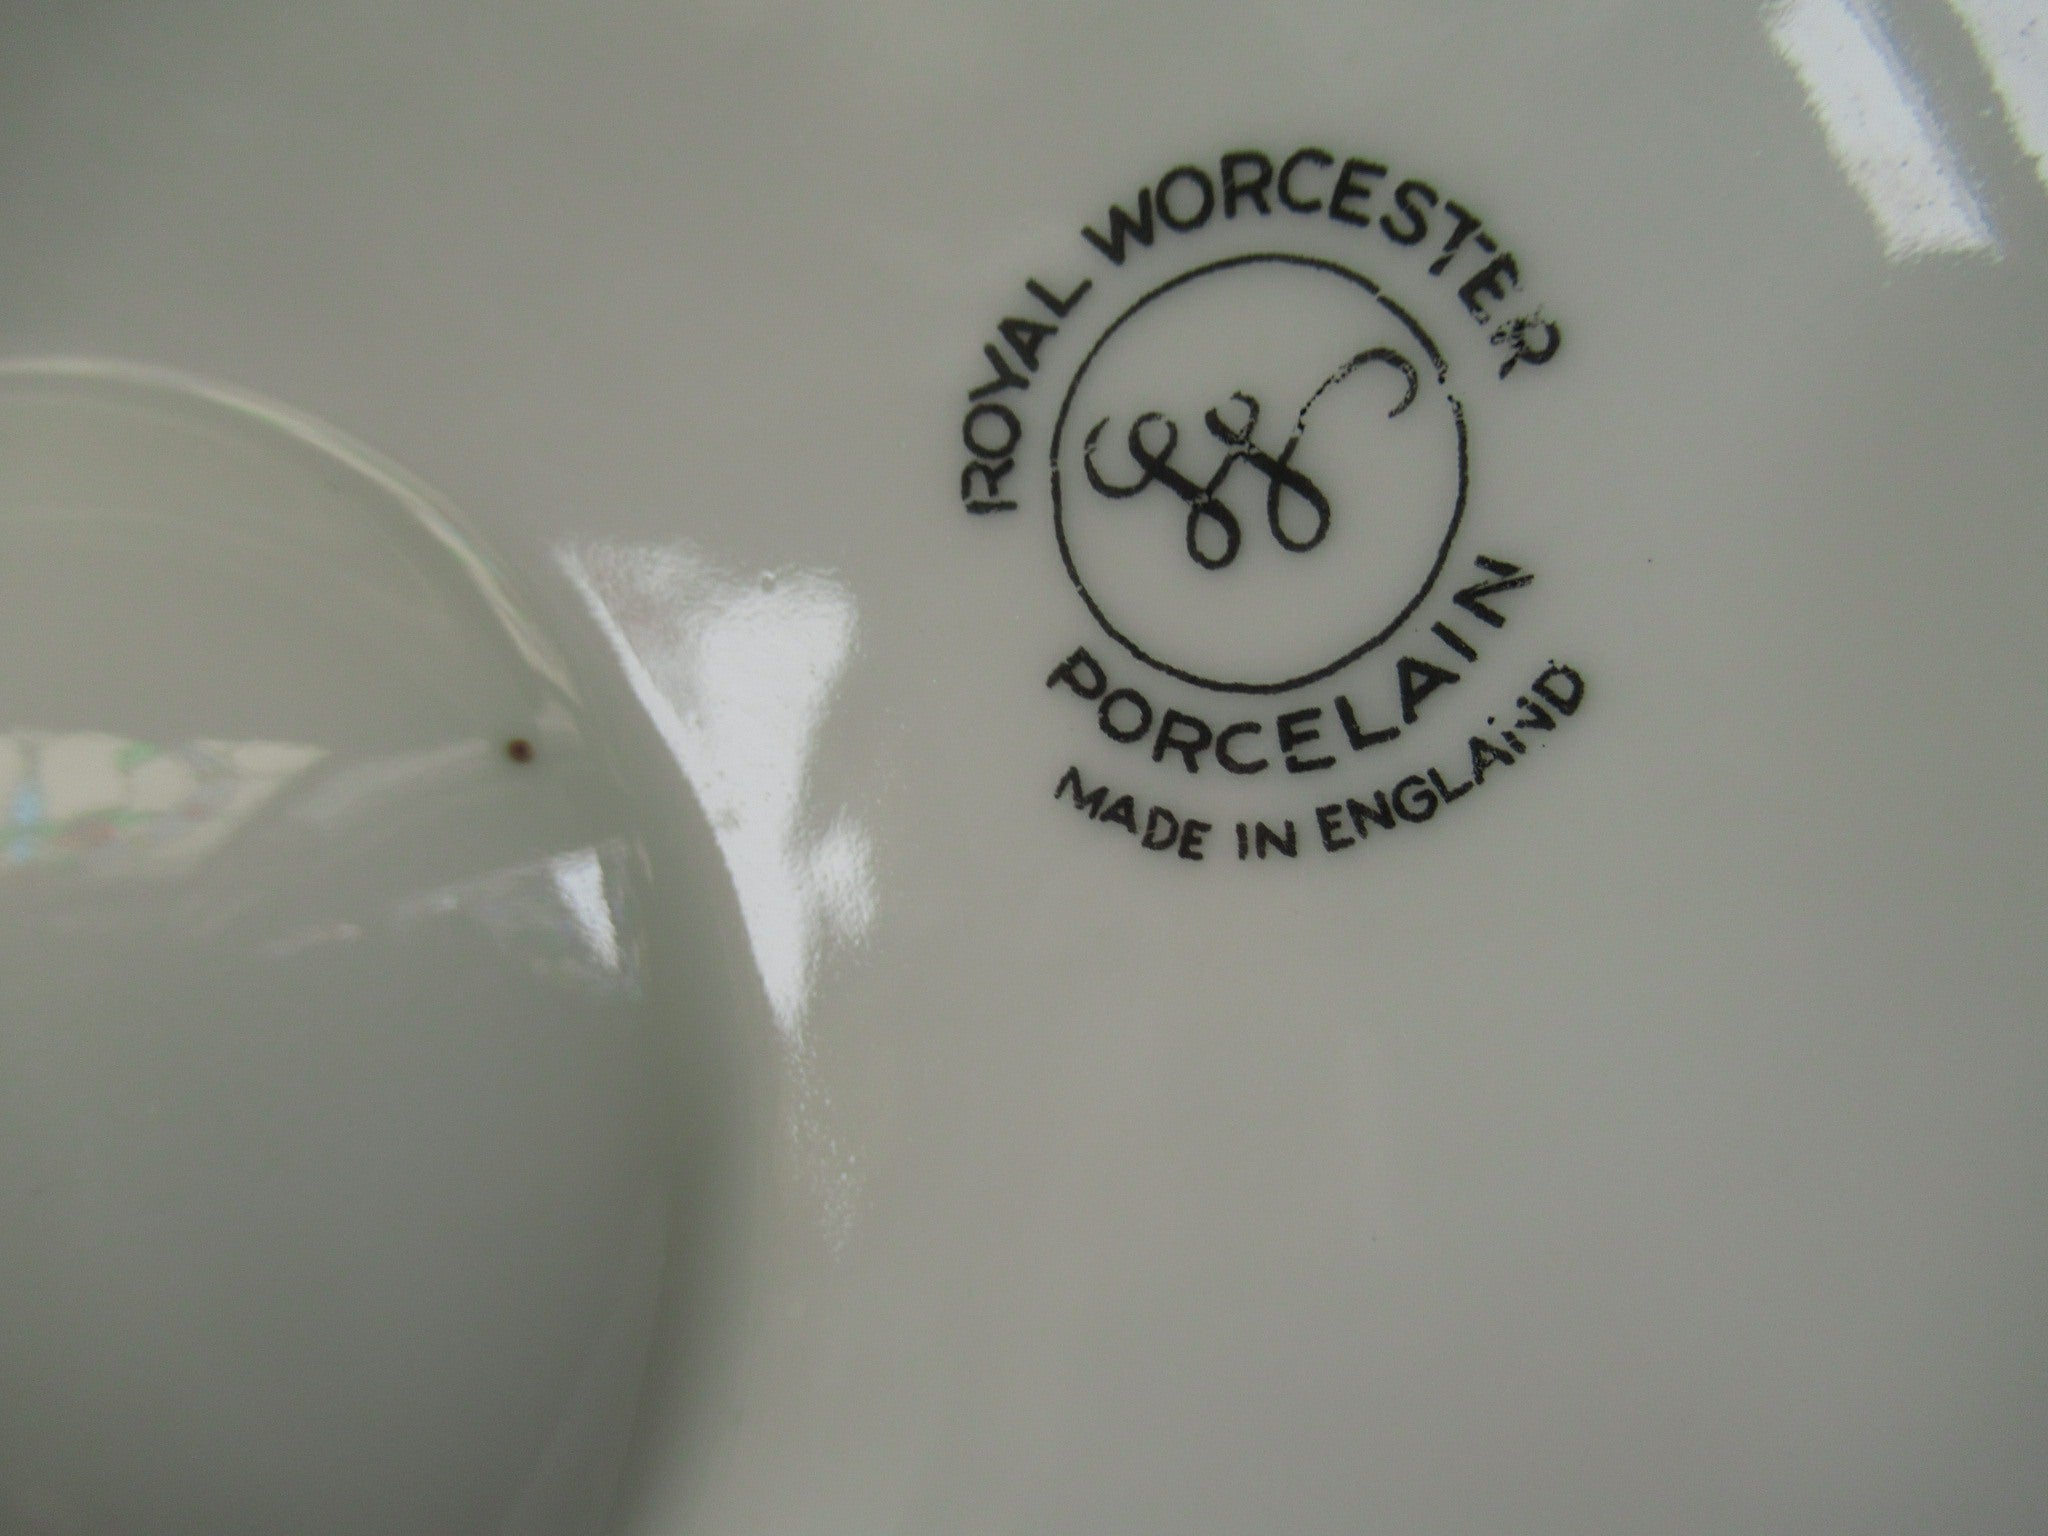 ROYAL WORCESTER
W
PORCELAIN
MADE IN ENGLAND